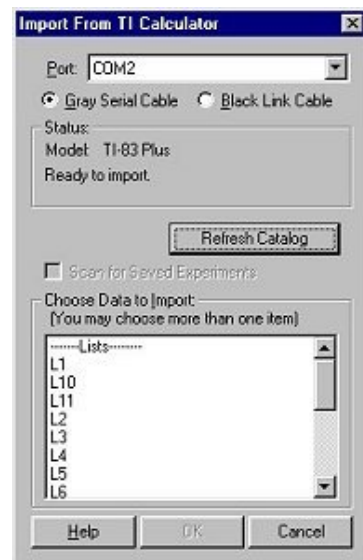 Import From TI Calculator
Port: COM2
Gray Serial Cable Black Link Cable
Status:
Model: TI-83 Plus
Ready to import.
Refresh Catalog
Scan for Saved Experiments
Choose Data to Import:
(You may choose more than one item)
-------Lists--------
L1
L10
L11
L2
L3
L4
L5
L6
Help OK Cancel